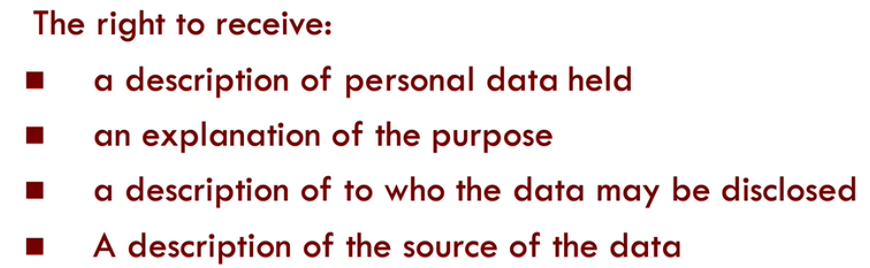 The right to receive:
■ a description of personal data held
■ an explanation of the purpose
■ a description of to who the data may be disclosed
■ A description of the source of the data